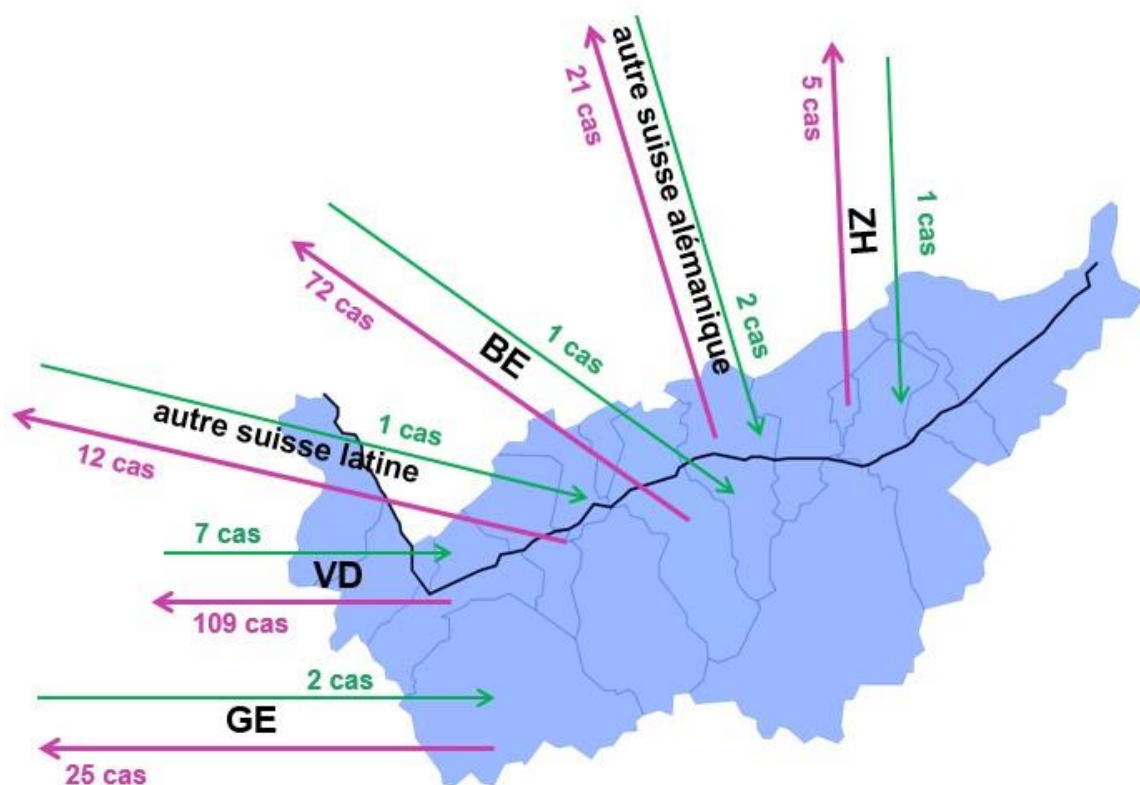 autre suisse alémanique
21 cas
2 cas
5 cas
ZH
1 cas
72 cas
BE
1 cas
autre suisse latine
1 cas
12 cas
7 cas
VD
109 cas
2 cas
GE
25 cas